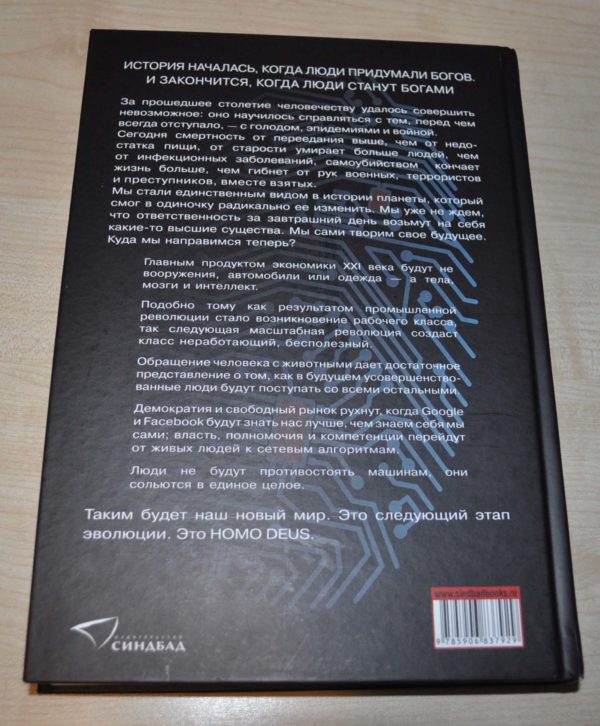 ИСТОРИЯ НАЧАЛАСЬ, КОГДА ЛЮДИ ПРИДУМАЛИ БОГОВ.
И ЗАКОНЧИТСЯ, КОГДА ЛЮДИ СТАНУТ БОГАМИ
За прошедшее столетие человечеству удалось совершить
невозможное: оно научилось справляться с тем, перед чем
всегда отступало, — с голодом, эпидемиями и войной.
Сегодня смертность от переедания выше, чем от недо-
статка пищи, от старости умирает больше людей, чем
от инфекционных заболеваний, самоубийством кончает
жизнь больше, чем гибнет от рук военных, террористов
и преступников, вместе взятых.
Мы стали единственным видом в истории планеты, который
смог в одиночку радикально ее изменить. Мы уже не ждем,
что ответственность за завтрашний день возьмут на себя
какие-то высшие существа. Мы сами творим свое будущее.
Куда мы направимся теперь?
Главным продуктом экономики XXI века будут не
вооружения, автомобили или одежда — а тела,
мозги и интеллект.
Подобно тому как результатом промышленной
революции стало возникновение рабочего класса,
так следующая масштабная революция создаст
класс неработающий, бесполезный.
Обращение человека с животными дает достаточное
представление о том, как в будущем усовершенство-
ванные люди будут поступать со всеми остальными.
Демократия и свободный рынок рухнут, когда Google
и Facebook будут знать нас лучше, чем знаем себя мы
сами; власть, полномочия и компетенции перейдут
от живых людей к сетевым алгоритмам.
Люди не будут противостоять машинам, они
сольются в единое целое.
Таким будет наш новый мир. Это следующий этап
эволюции. Это HOMO DEUS.
www.sindbadbooks.ru
9 785906 837929
ИЗДАТЕЛЬСТВО
СИНДБАД